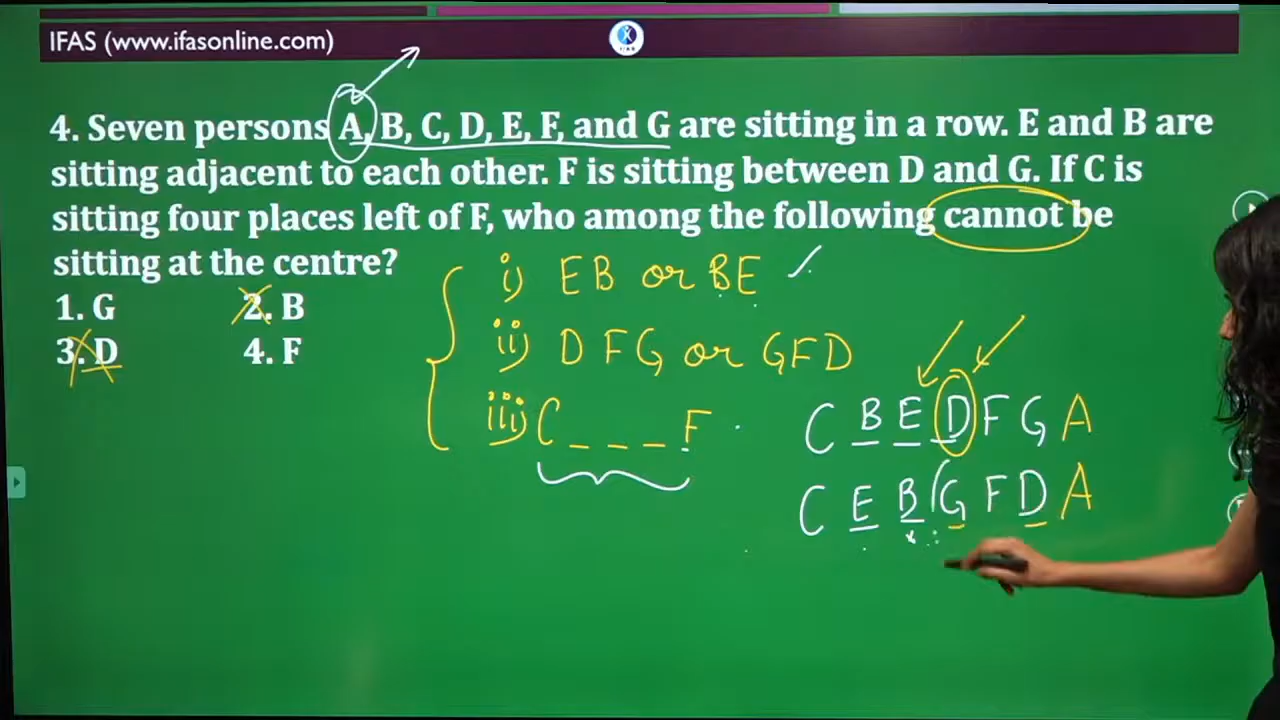 IFAS (www.ifasonline.com)
4. Seven persons A, B, C, D, E, F, and G are sitting in a row. E and B are
sitting adjacent to each other. F is sitting between D and G. If C is
sitting four places left of F, who among the following cannot be
sitting at the centre?
1. G
2. B
3. D
4. F
i) EB or BE
ii) D F G or G F D
iii) C _ _ _ F
C B E D F G A
C E B G F D A